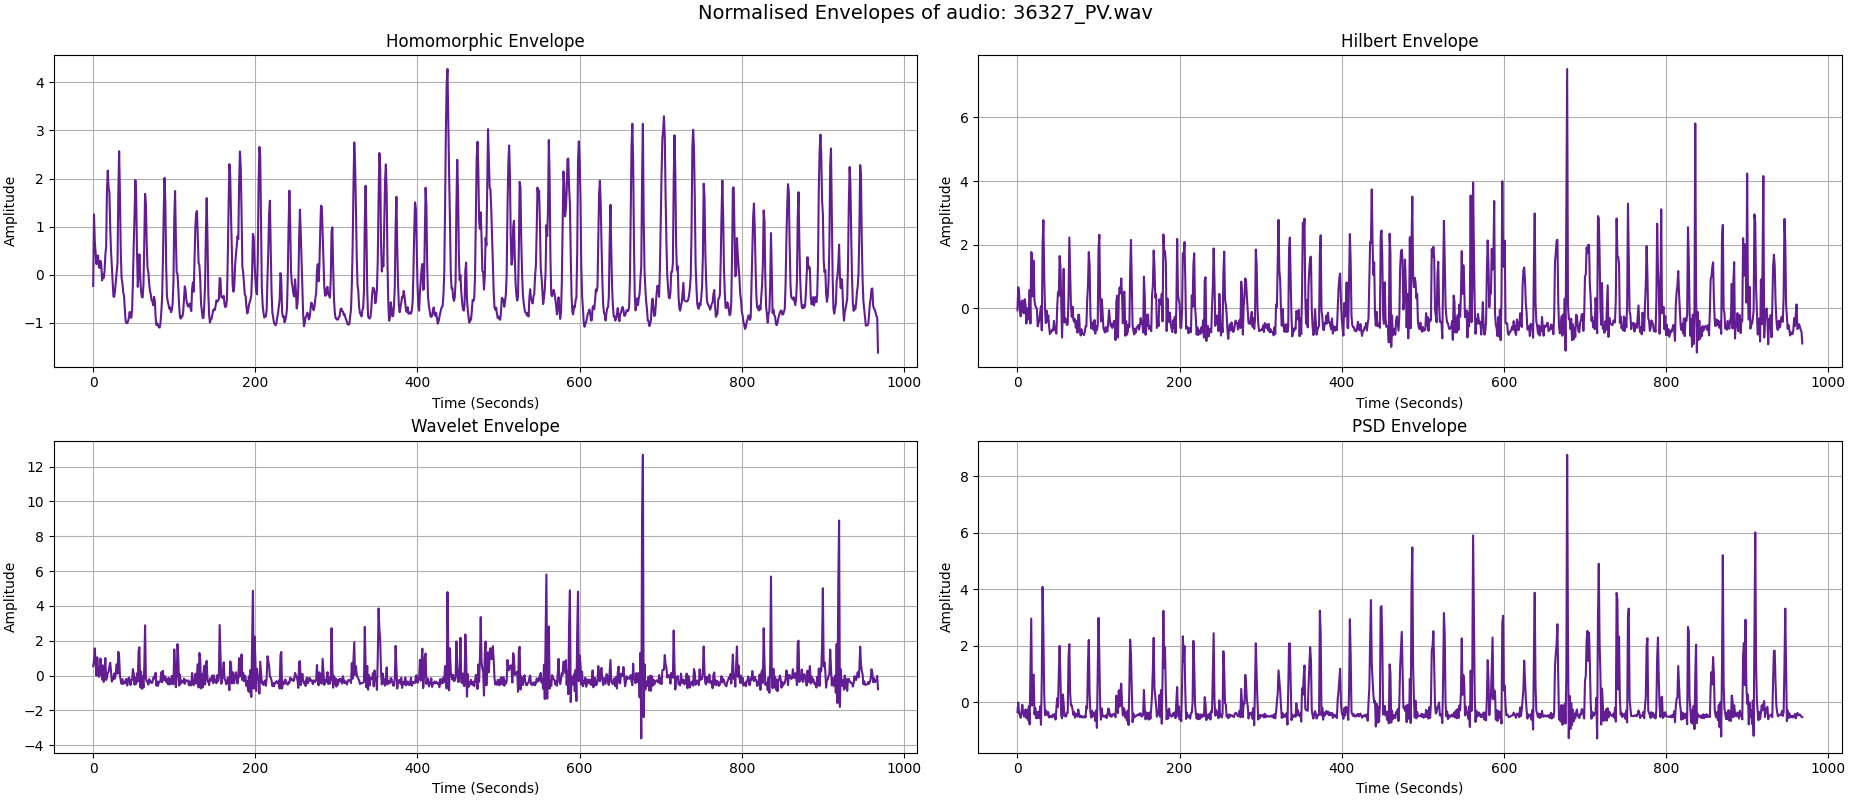 Normalised Envelopes of audio: 36327_PV.wav
Homomorphic Envelope
Amplitude
4
3
2
1
0
−1
0 200 400 600 800 1000
Time (Seconds)
Hilbert Envelope
Amplitude
6
4
2
0
0 200 400 600 800 1000
Time (Seconds)
Wavelet Envelope
Amplitude
12
10
8
6
4
2
0
−2
−4
0 200 400 600 800 1000
Time (Seconds)
PSD Envelope
Amplitude
8
6
4
2
0
0 200 400 600 800 1000
Time (Seconds)